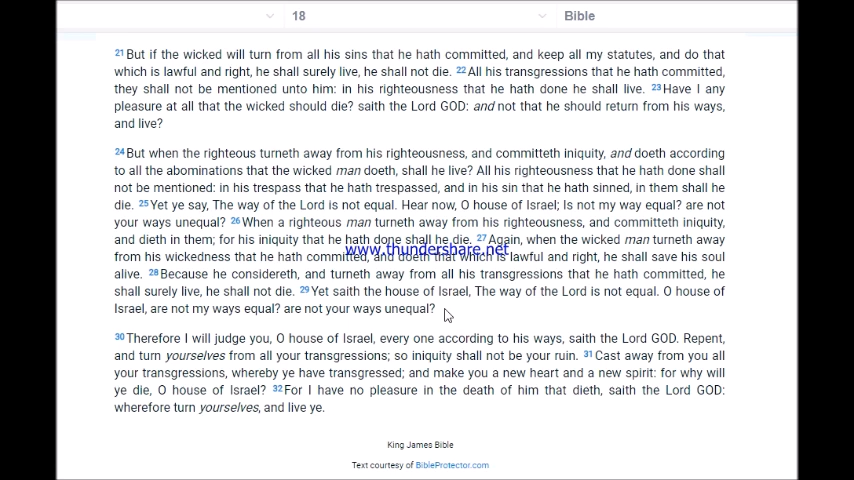 18 Bible
21 But if the wicked will turn from all his sins that he hath committed, and keep all my statutes, and do that
which is lawful and right, he shall surely live, he shall not die. 22 All his transgressions that he hath committed,
they shall not be mentioned unto him: in his righteousness that he hath done he shall live. 23 Have I any
pleasure at all that the wicked should die? saith the Lord GOD: and not that he should return from his ways,
and live?
24 But when the righteous turneth away from his righteousness, and committeth iniquity, and doeth according
to all the abominations that the wicked man doeth, shall he live? All his righteousness that he hath done shall
not be mentioned: in his trespass that he hath trespassed, and in his sin that he hath sinned, in them shall he
die. 25 Yet ye say, The way of the Lord is not equal. Hear now, O house of Israel; Is not my way equal? are not
your ways unequal? 26 When a righteous man turneth away from his righteousness, and committeth iniquity,
and dieth in them; for his iniquity that he hath done shall he die. 27 Again, when the wicked man turneth away
www.thundershare.net
from his wickedness that he hath committed, and doeth that which is lawful and right, he shall save his soul
alive. 28 Because he considereth, and turneth away from all his transgressions that he hath committed, he
shall surely live, he shall not die. 29 Yet saith the house of Israel, The way of the Lord is not equal. O house of
Israel, are not my ways equal? are not your ways unequal?
30 Therefore I will judge you, O house of Israel, every one according to his ways, saith the Lord GOD. Repent,
and turn yourselves from all your transgressions; so iniquity shall not be your ruin. 31 Cast away from you all
your transgressions, whereby ye have transgressed; and make you a new heart and a new spirit: for why will
ye die, O house of Israel? 32 For I have no pleasure in the death of him that dieth, saith the Lord GOD:
wherefore turn yourselves, and live ye.
King James Bible
Text courtesy of BibleProtector.com